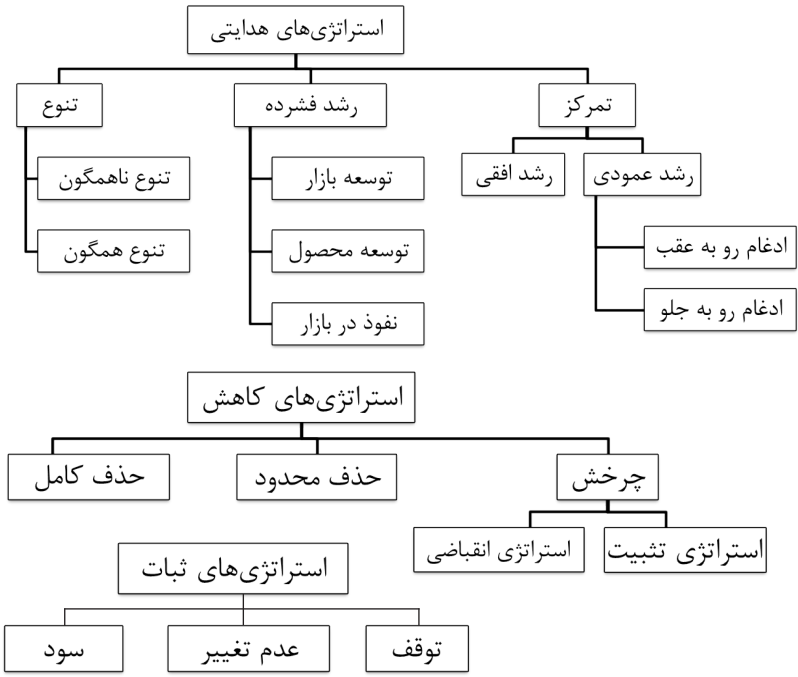 استراتژی‌های هدایتی
تمرکز
رشد فشرده
تنوع
رشد عمودی
رشد افقی
ادغام رو به عقب
ادغام رو به جلو
توسعه بازار
توسعه محصول
نفوذ در بازار
تنوع ناهمگون
تنوع همگون
استراتژی‌های کاهش
چرخش
حذف محدود
حذف کامل
استراتژی تثبیت
استراتژی انقباضی
استراتژی‌های ثبات
توقف
عدم تغییر
سود